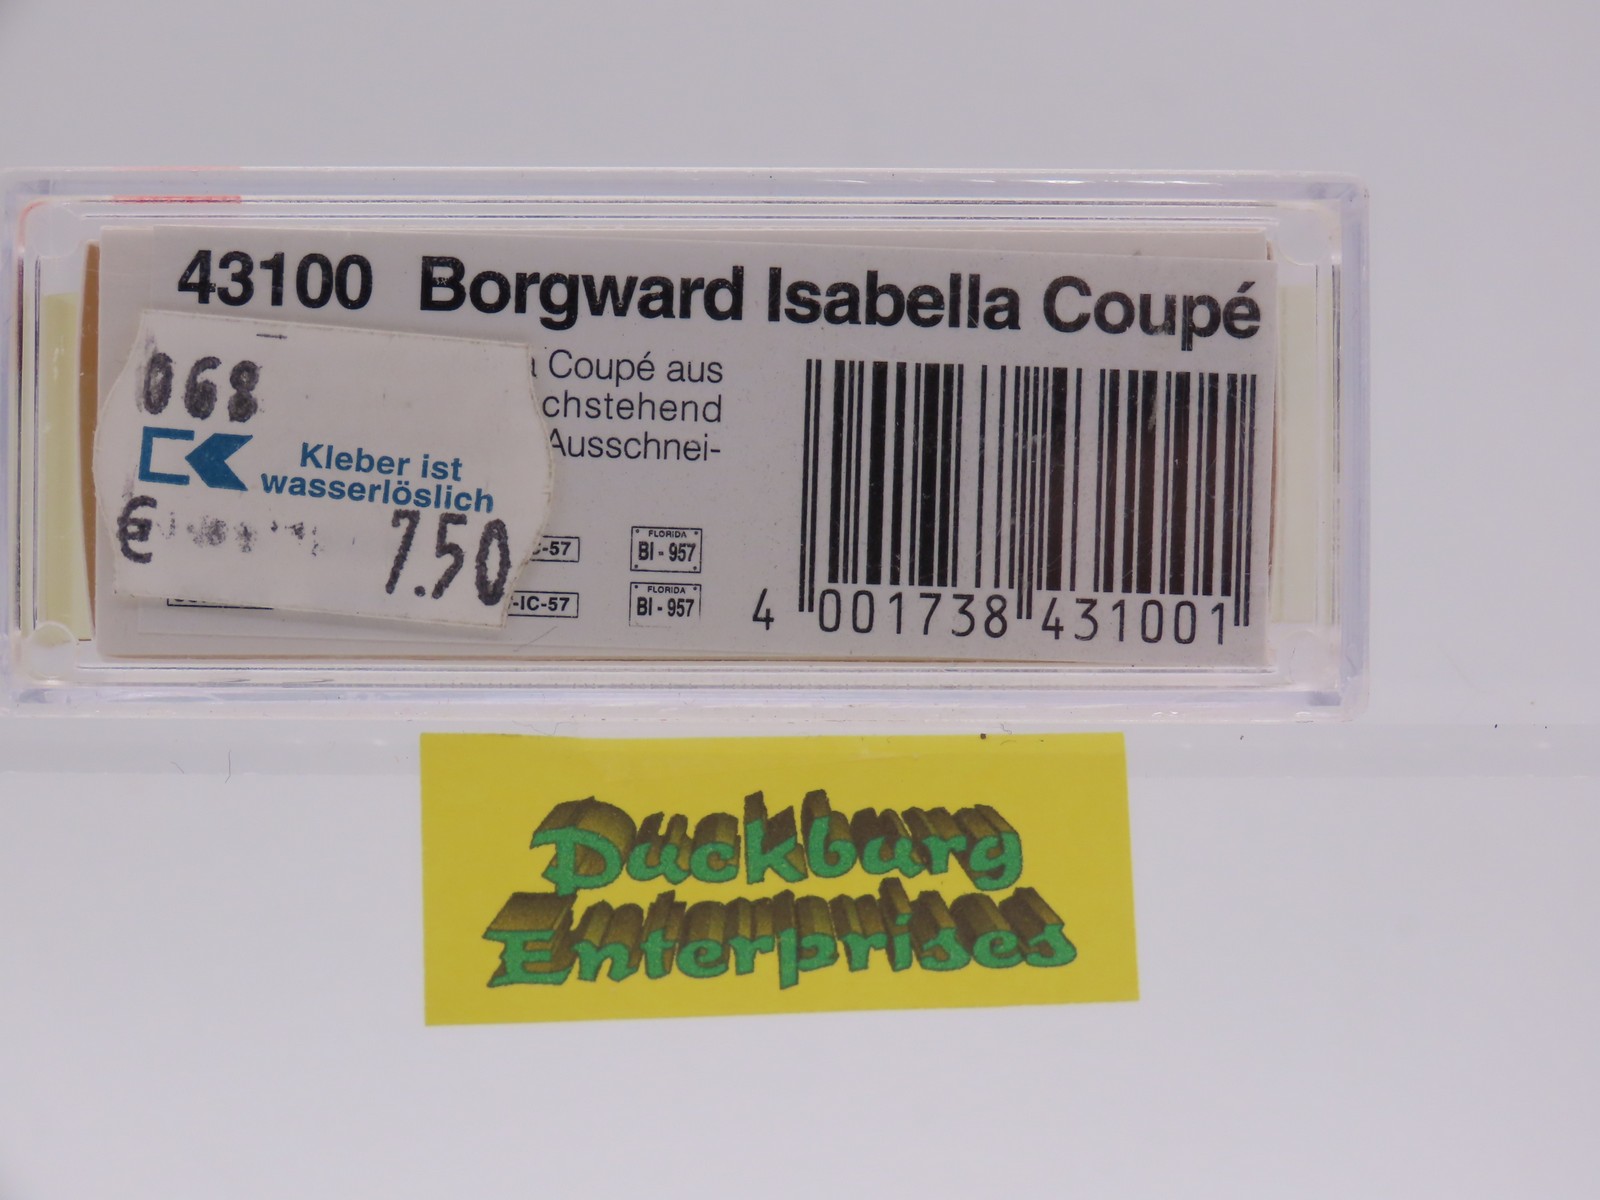 43100 Borgward Isabella Coupé
Coupé aus
chstehend
Ausschnei-
068
CK
Kleber ist
wasserlöslich
€ 7.50
-57
FLORIDA
BI - 957
-IC-57
FLORIDA
BI - 957
4 001738 431001
Duckburg
Enterprises